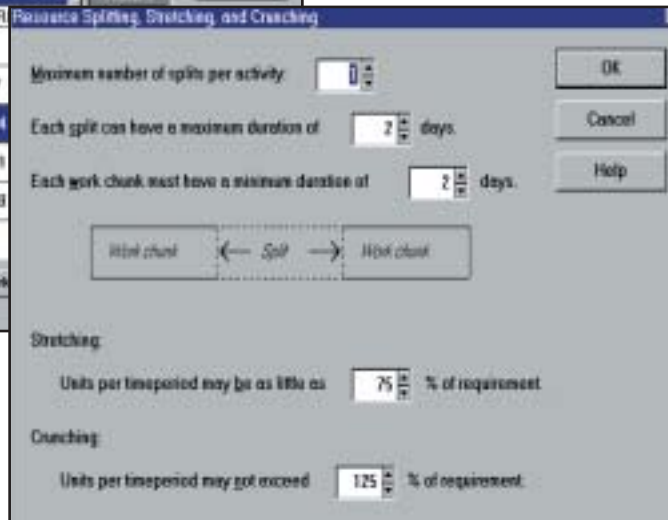 Resource Splitting, Stretching, and Crunching
Maximum number of splits per activity: 1
OK
Each split can have a maximum duration of 2 days.
Cancel
Each work chunk must have a minimum duration of 2 days.
Help
Work chunk Split Work chunk
Stretching:
Units per timeperiod may be as little as 75 % of requirement.
Crunching:
Units per timeperiod may not exceed 125 % of requirement.